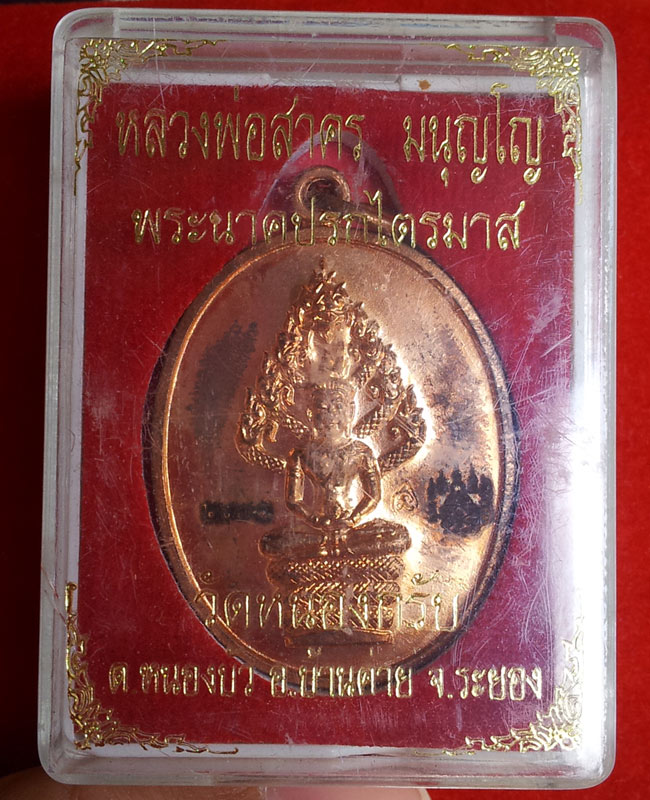 หลวงพ่อสาคร มนุญโญ
พระนาคปรกไตรมาส
วัดหนองกรับ
ต.หนองบัว อ.บ้านค่าย จ.ระยอง